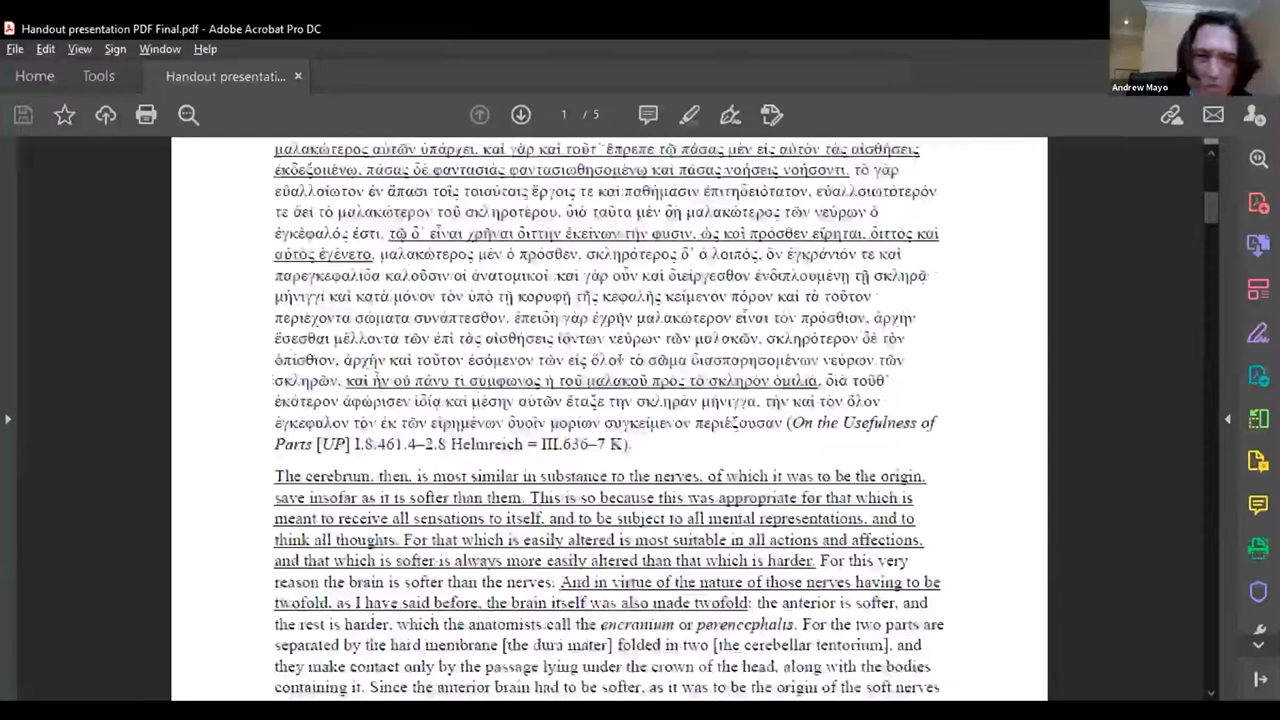 Handout presentation PDF Final.pdf - Adobe Acrobat Pro DC
File Edit View Sign Window Help
Home Tools Handout presentati... ×
1 / 5
Andrew Mayo
μαλακώτερος αὐτῶν ὑπάρχει. καὶ γὰρ καὶ τοῦτ᾽ ἔπρεπε τῷ πάσας μὲν εἰς αὑτὸν τὰς αἰσθήσεις
ἐκδεξομένῳ, πάσας δὲ φαντασίας φαντασιωθησομένῳ καὶ πάσας νοήσεις νοήσοντι. τὸ γὰρ
εὐαλλοίωτον ἐν ἅπασι τοῖς τοιούτοις ἔργοις τε καὶ παθήμασιν ἐπιτηδειότατον, εὐαλλοιωτότερόν
τε ἀεὶ τὸ μαλακώτερον τοῦ σκληροτέρου. διὰ ταῦτα μὲν δὴ μαλακώτερος τῶν νεύρων ὁ
ἐγκέφαλός ἐστι. τῷ δ᾽ εἶναι χρῆναι διττὴν ἐκείνων τὴν φύσιν, ὡς καὶ πρόσθεν εἴρηται, διττὸς καὶ
αὐτὸς ἐγένετο, μαλακώτερος μὲν ὁ πρόσθεν, σκληρότερος δ᾽ ὁ λοιπός, ὃν ἐγκράνιόν τε καὶ
παρεγκεφαλίδα καλοῦσιν οἱ ἀνατομικοί. καὶ γὰρ οὖν καὶ διείργεσθον ἐνδιπλουμένῃ τῇ σκληρᾷ
μήνιγγι καὶ κατὰ μόνον τὸν ὑπὸ τῇ κορυφῇ τῆς κεφαλῆς κείμενον πόρον καὶ τὰ τοῦτον
περιέχοντα σώματα συνάπτεσθον. ἐπειδὴ γὰρ ἐχρῆν μαλακώτερον εἶναι τὸν πρόσθιον, ἀρχὴν
ἔσεσθαι μέλλοντα τῶν ἐπὶ τὰς αἰσθήσεις ἰόντων νεύρων τῶν μαλακῶν, σκληρότερον δὲ τὸν
ὀπίσθιον, ἀρχὴν καὶ τοῦτον ἐσόμενον τῶν εἰς ὅλον τὸ σῶμα διασπαρησομένων νεύρων τῶν
σκληρῶν, καὶ ἦν οὐ πάνυ τι σύμφωνος ἡ τοῦ μαλακοῦ πρὸς τὸ σκληρὸν ὁμιλία, διὰ τοῦθ᾽
ἑκάτερον ἀφώρισεν ἰδίᾳ καὶ μέσην αὐτῶν ἔταξε τὴν σκληρὰν μήνιγγα, τὴν καὶ τὸν ὅλον
ἐγκέφαλον τὸν ἐκ τῶν εἰρημένων δυοῖν μορίων συγκείμενον περιέξουσαν (On the Usefulness of
Parts [UP] I.8.461.4–2.8 Helmreich = III.636–7 K).
The cerebrum, then, is most similar in substance to the nerves, of which it was to be the origin,
save insofar as it is softer than them. This is so because this was appropriate for that which is
meant to receive all sensations to itself, and to be subject to all mental representations, and to
think all thoughts. For that which is easily altered is most suitable in all actions and affections,
and that which is softer is always more easily altered than that which is harder. For this very
reason the brain is softer than the nerves. And in virtue of the nature of those nerves having to be
twofold, as I have said before, the brain itself was also made twofold: the anterior is softer, and
the rest is harder, which the anatomists call the encranium or perencephalis. For the two parts are
separated by the hard membrane [the dura mater] folded in two [the cerebellar tentorium], and
they make contact only by the passage lying under the crown of the head, along with the bodies
containing it. Since the anterior brain had to be softer, as it was to be the origin of the soft nerves